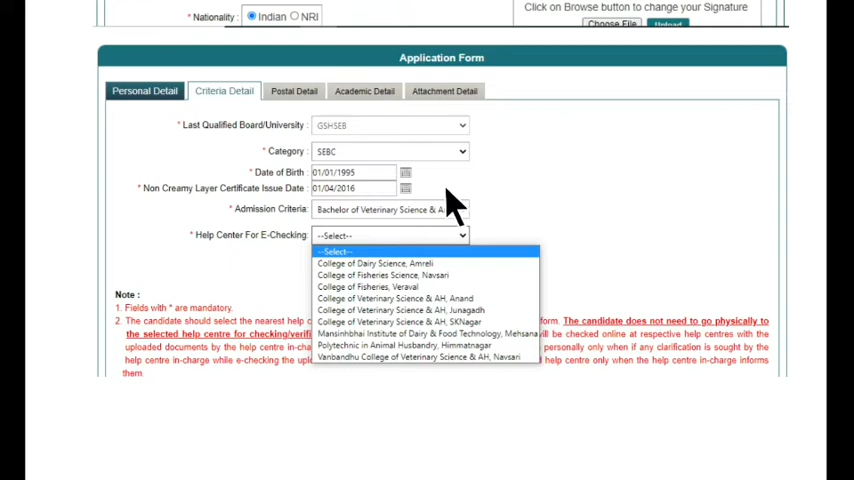 Click on Browse button to change your Signature
* Nationality : Indian NRI
Choose File Upload
Application Form
Personal Detail Criteria Detail Postal Detail Academic Detail Attachment Detail
* Last Qualified Board/University : GSHSEB
* Category : SEBC
* Date of Birth : 01/01/1995
* Non Creamy Layer Certificate Issue Date : 01/04/2016
* Admission Criteria: Bachelor of Veterinary Science &
* Help Center For E-Checking: --Select--
--Select--
College of Dairy Science, Amreli
College of Fisheries Science, Navsari
College of Fisheries, Veraval
College of Veterinary Science & AH, Anand
College of Veterinary Science & AH, Junagadh
College of Veterinary Science & AH, SKNagar
Mansinhbhai Institute of Dairy & Food Technology, Mehsana
Polytechnic in Animal Husbandry, Himmatnagar
Vanbandhu College of Veterinary Science & AH, Navsari
Note :
1. Fields with * are mandatory.
2. The candidate should select the nearest help c form. The candidate does not need to go physically to
the selected help centre for checking/verifi be checked online at respective help centres with the
uploaded documents by the help centre in-char personally only when if any clarification is sought by the
help centre in-charge while e-checking the uplo help centre only when the help centre in-charge informs
them.